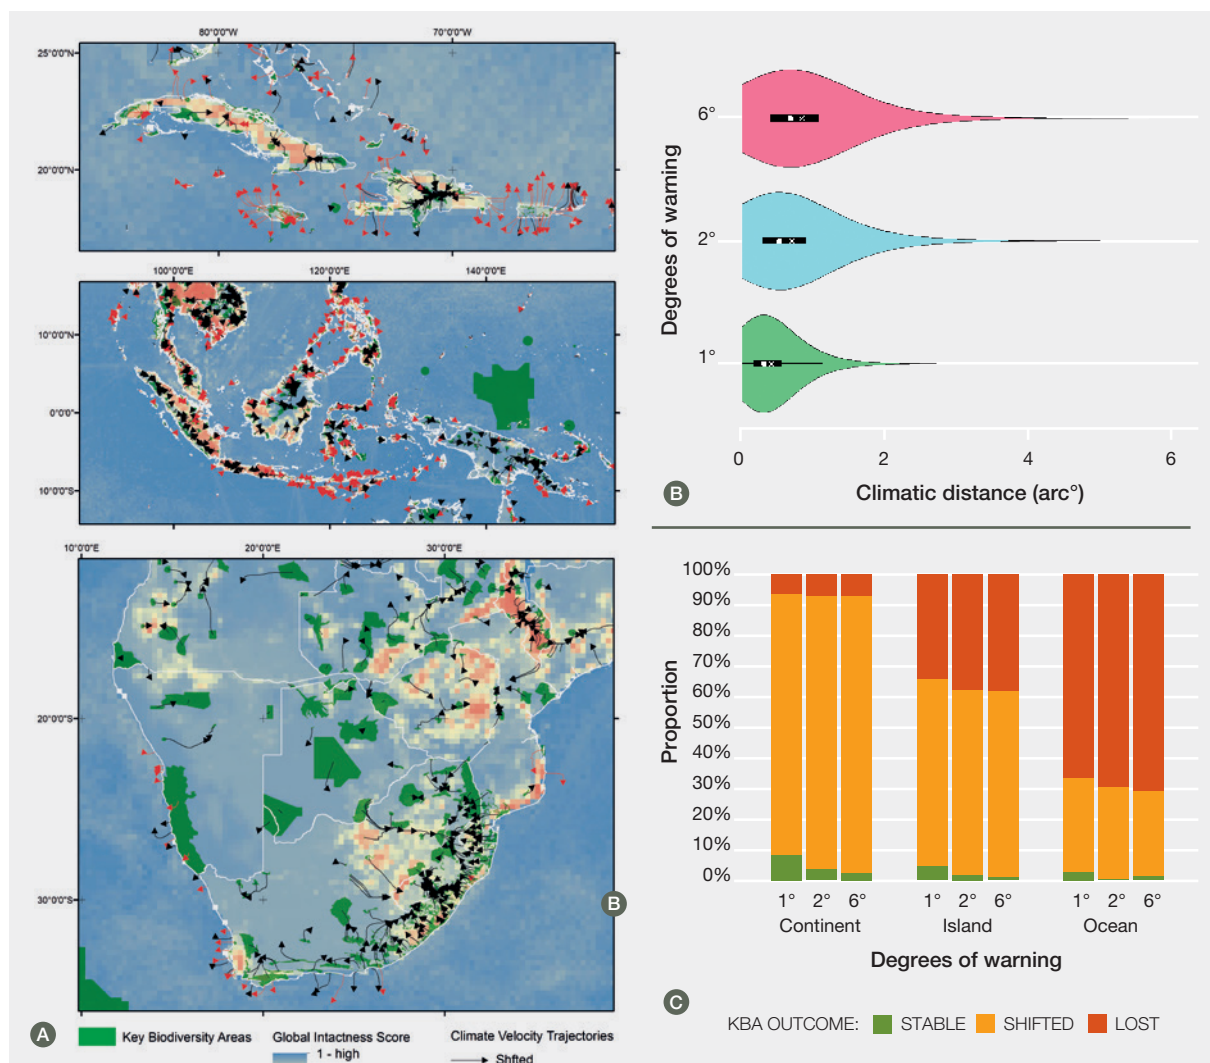 80°0'0"W
70°0'0"W
25°0'0"N
20°0'0"N
100°0'0"E
120°0'0"E
140°0'0"E
10°0'0"N
0°0'0"N
10°0'0"S
10°0'0"E
20°0'0"E
30°0'0"E
20°0'0"S
30°0'0"S
B
A
Key Biodiversity Areas
Global Intactness Score
1 - high
Climate Velocity Trajectories
Shfted
Degrees of warning
6°
2°
1°
0
2
4
6
B
Climatic distance (arc°)
Proportion
100%
90%
80%
70%
60%
50%
40%
30%
20%
10%
0%
1° 2° 6°
1° 2° 6°
1° 2° 6°
Continent
Island
Ocean
Degrees of warning
C
KBA OUTCOME: STABLE SHIFTED LOST